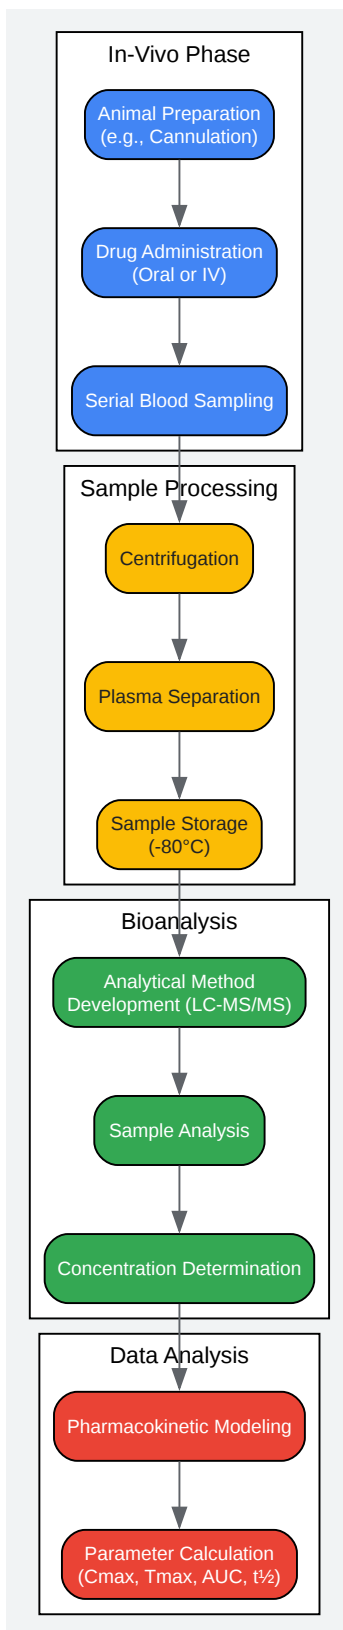 In-Vivo Phase
Animal Preparation
(e.g., Cannulation)
Drug Administration
(Oral or IV)
Serial Blood Sampling
Sample Processing
Centrifugation
Plasma Separation
Sample Storage
(-80°C)
Bioanalysis
Analytical Method
Development (LC-MS/MS)
Sample Analysis
Concentration Determination
Data Analysis
Pharmacokinetic Modeling
Parameter Calculation
(Cmax, Tmax, AUC, t½)